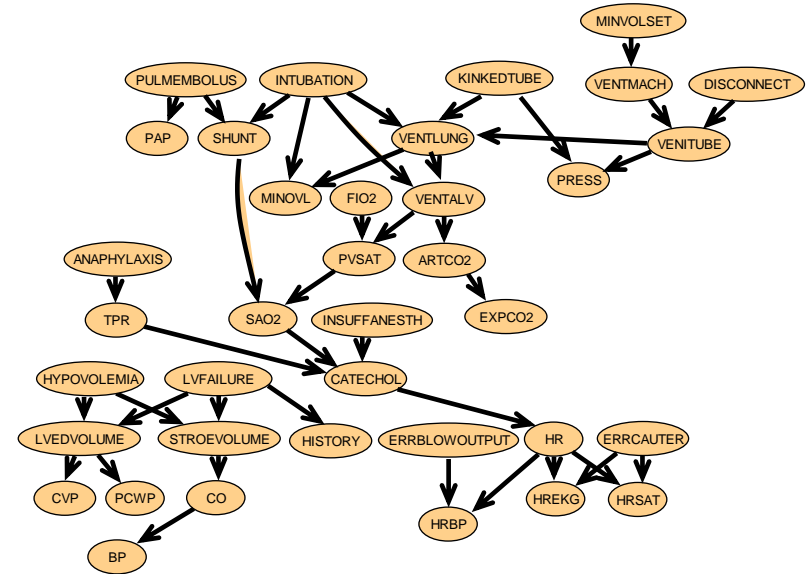 MINVOLSET
PULMEMBOLUS
INTUBATION
KINKEDTUBE
VENTMACH
DISCONNECT
PAP
SHUNT
VENTLUNG
VENITUBE
MINOVL
FIO2
VENTALV
PRESS
ANAPHYLAXIS
PVSAT
ARTCO2
TPR
SAO2
INSUFFANESTH
EXPCO2
HYPOVOLEMIA
LVFAILURE
CATECHOL
LVEDVOLUME
STROEVOLUME
HISTORY
ERRBLOWOUTPUT
HR
ERRCAUTER
CVP
PCWP
CO
HREKG
HRSAT
HRBP
BP